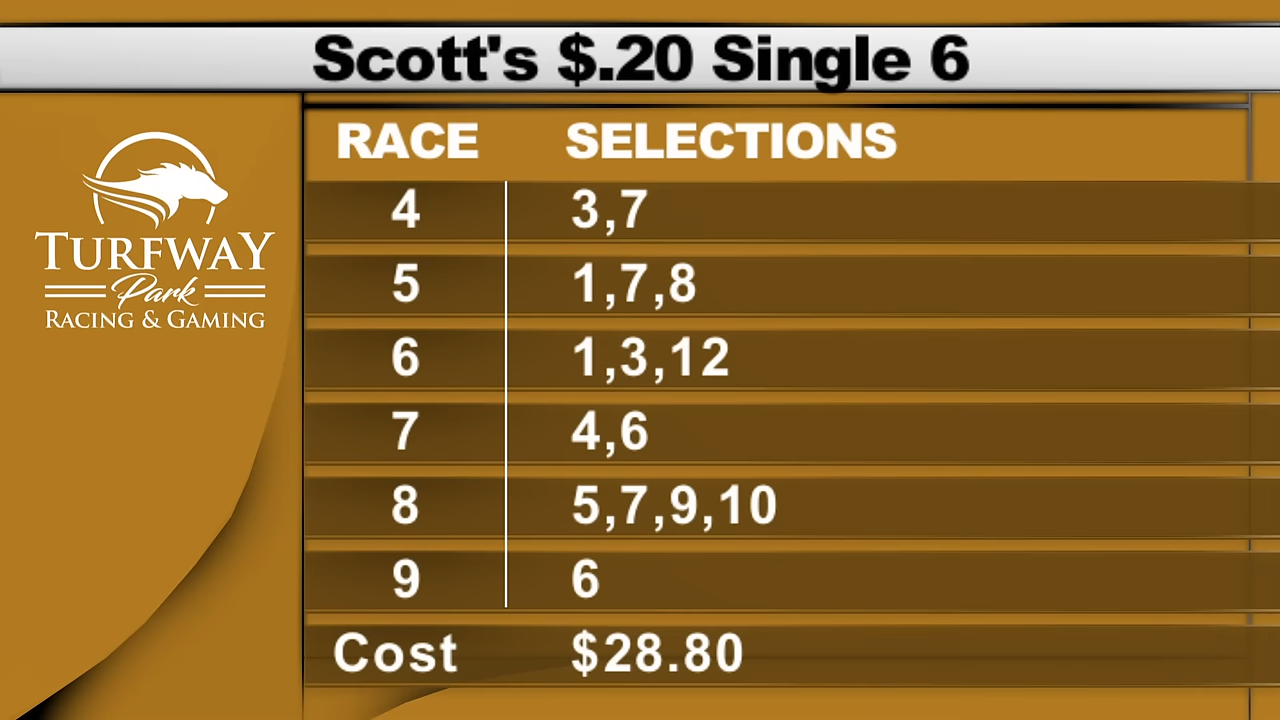 Scott's $.20 Single 6
TURFWAY
Park
RACING & GAMING
RACE SELECTIONS
4 3,7
5 1,7,8
6 1,3,12
7 4,6
8 5,7,9,10
9 6
Cost $28.80